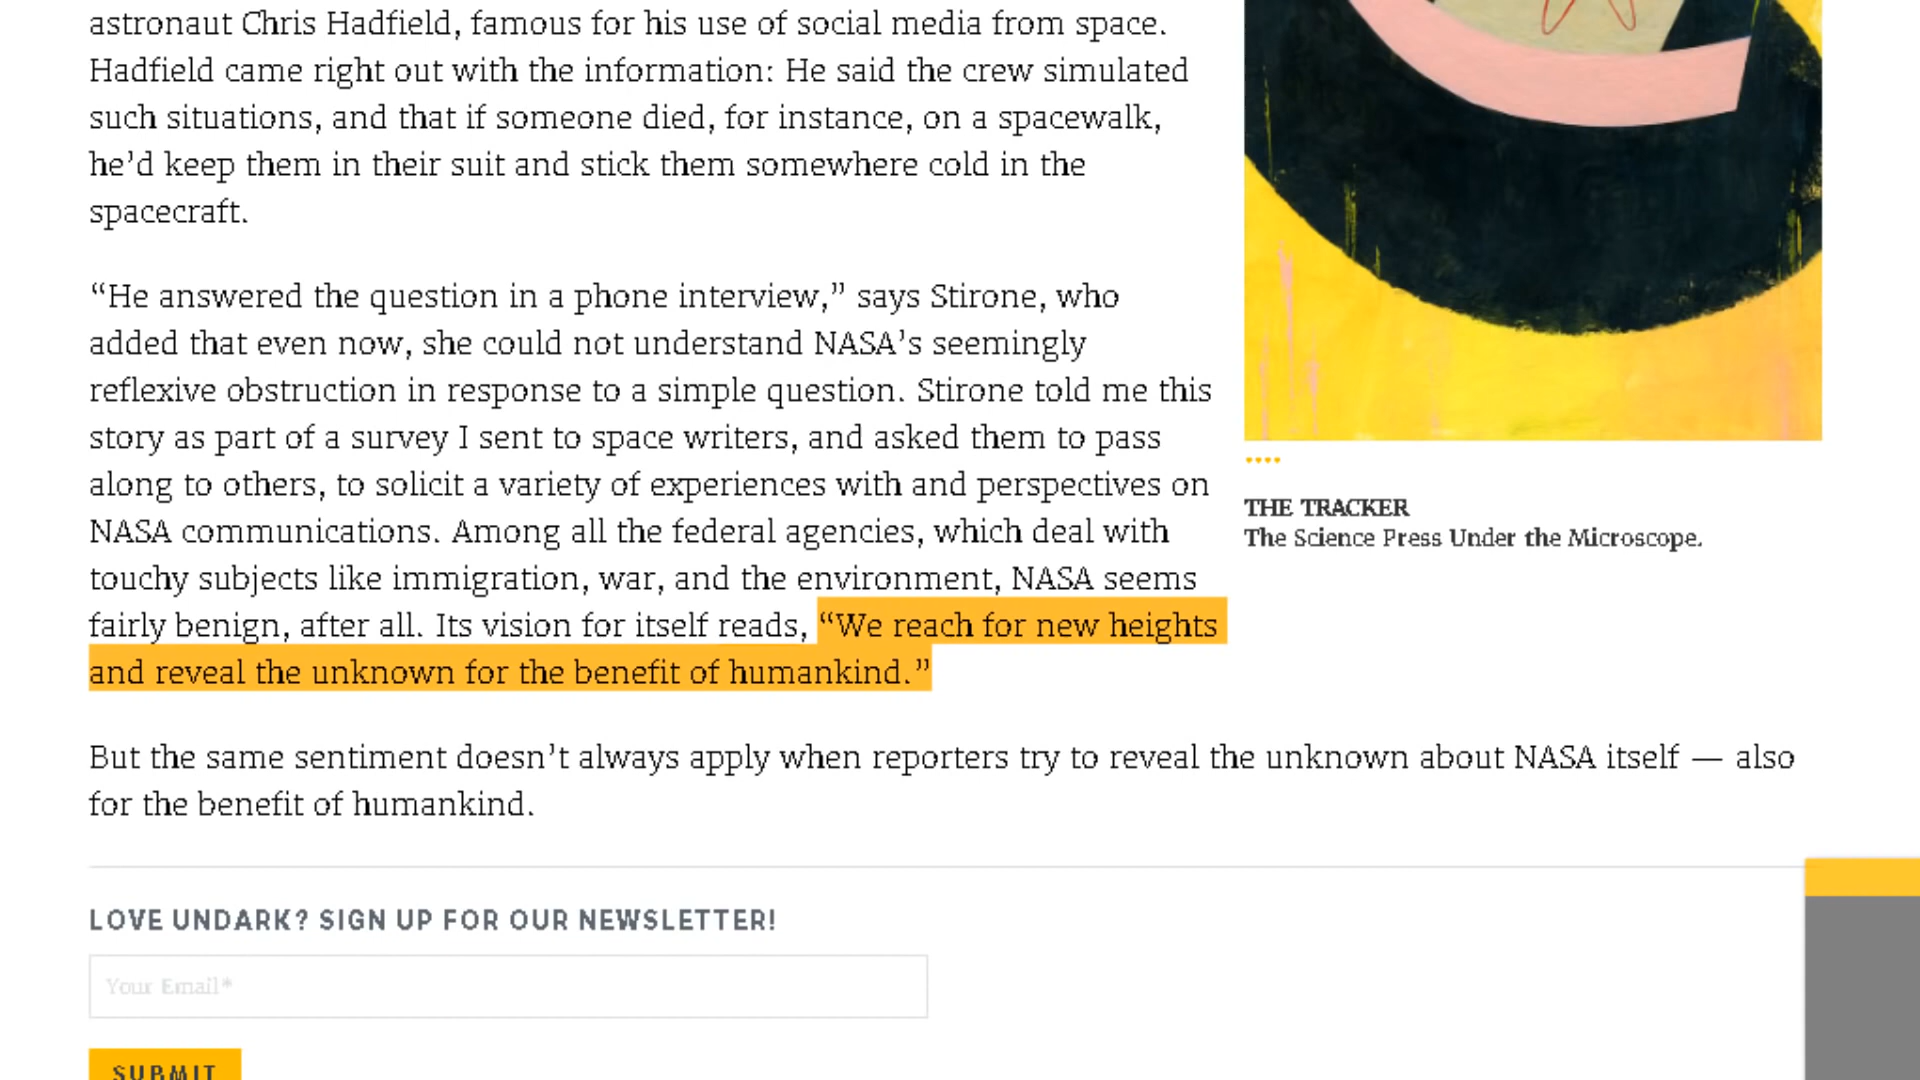 astronaut Chris Hadfield, famous for his use of social media from space.
Hadfield came right out with the information: He said the crew simulated
such situations, and that if someone died, for instance, on a spacewalk,
he’d keep them in their suit and stick them somewhere cold in the
spacecraft.
“He answered the question in a phone interview,” says Stirone, who
added that even now, she could not understand NASA’s seemingly
reflexive obstruction in response to a simple question. Stirone told me this
story as part of a survey I sent to space writers, and asked them to pass
along to others, to solicit a variety of experiences with and perspectives on
NASA communications. Among all the federal agencies, which deal with
touchy subjects like immigration, war, and the environment, NASA seems
fairly benign, after all. Its vision for itself reads, “We reach for new heights
and reveal the unknown for the benefit of humankind.”
THE TRACKER
The Science Press Under the Microscope.
But the same sentiment doesn’t always apply when reporters try to reveal the unknown about NASA itself — also
for the benefit of humankind.
LOVE UNDARK? SIGN UP FOR OUR NEWSLETTER!
Your Email*
SUBMIT